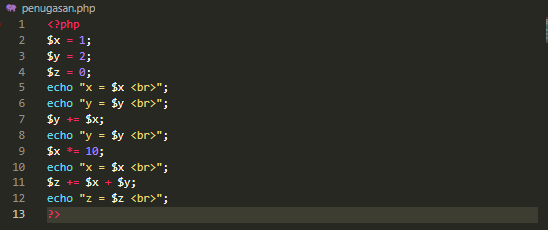 penugasan.php
1 <?php
2 $x = 1;
3 $y = 2;
4 $z = 0;
5 echo "x = $x <br>";
6 echo "y = $y <br>";
7 $y += $x;
8 echo "y = $y <br>";
9 $x *= 10;
10 echo "x = $x <br>";
11 $z += $x + $y;
12 echo "z = $z <br>";
13 ?>